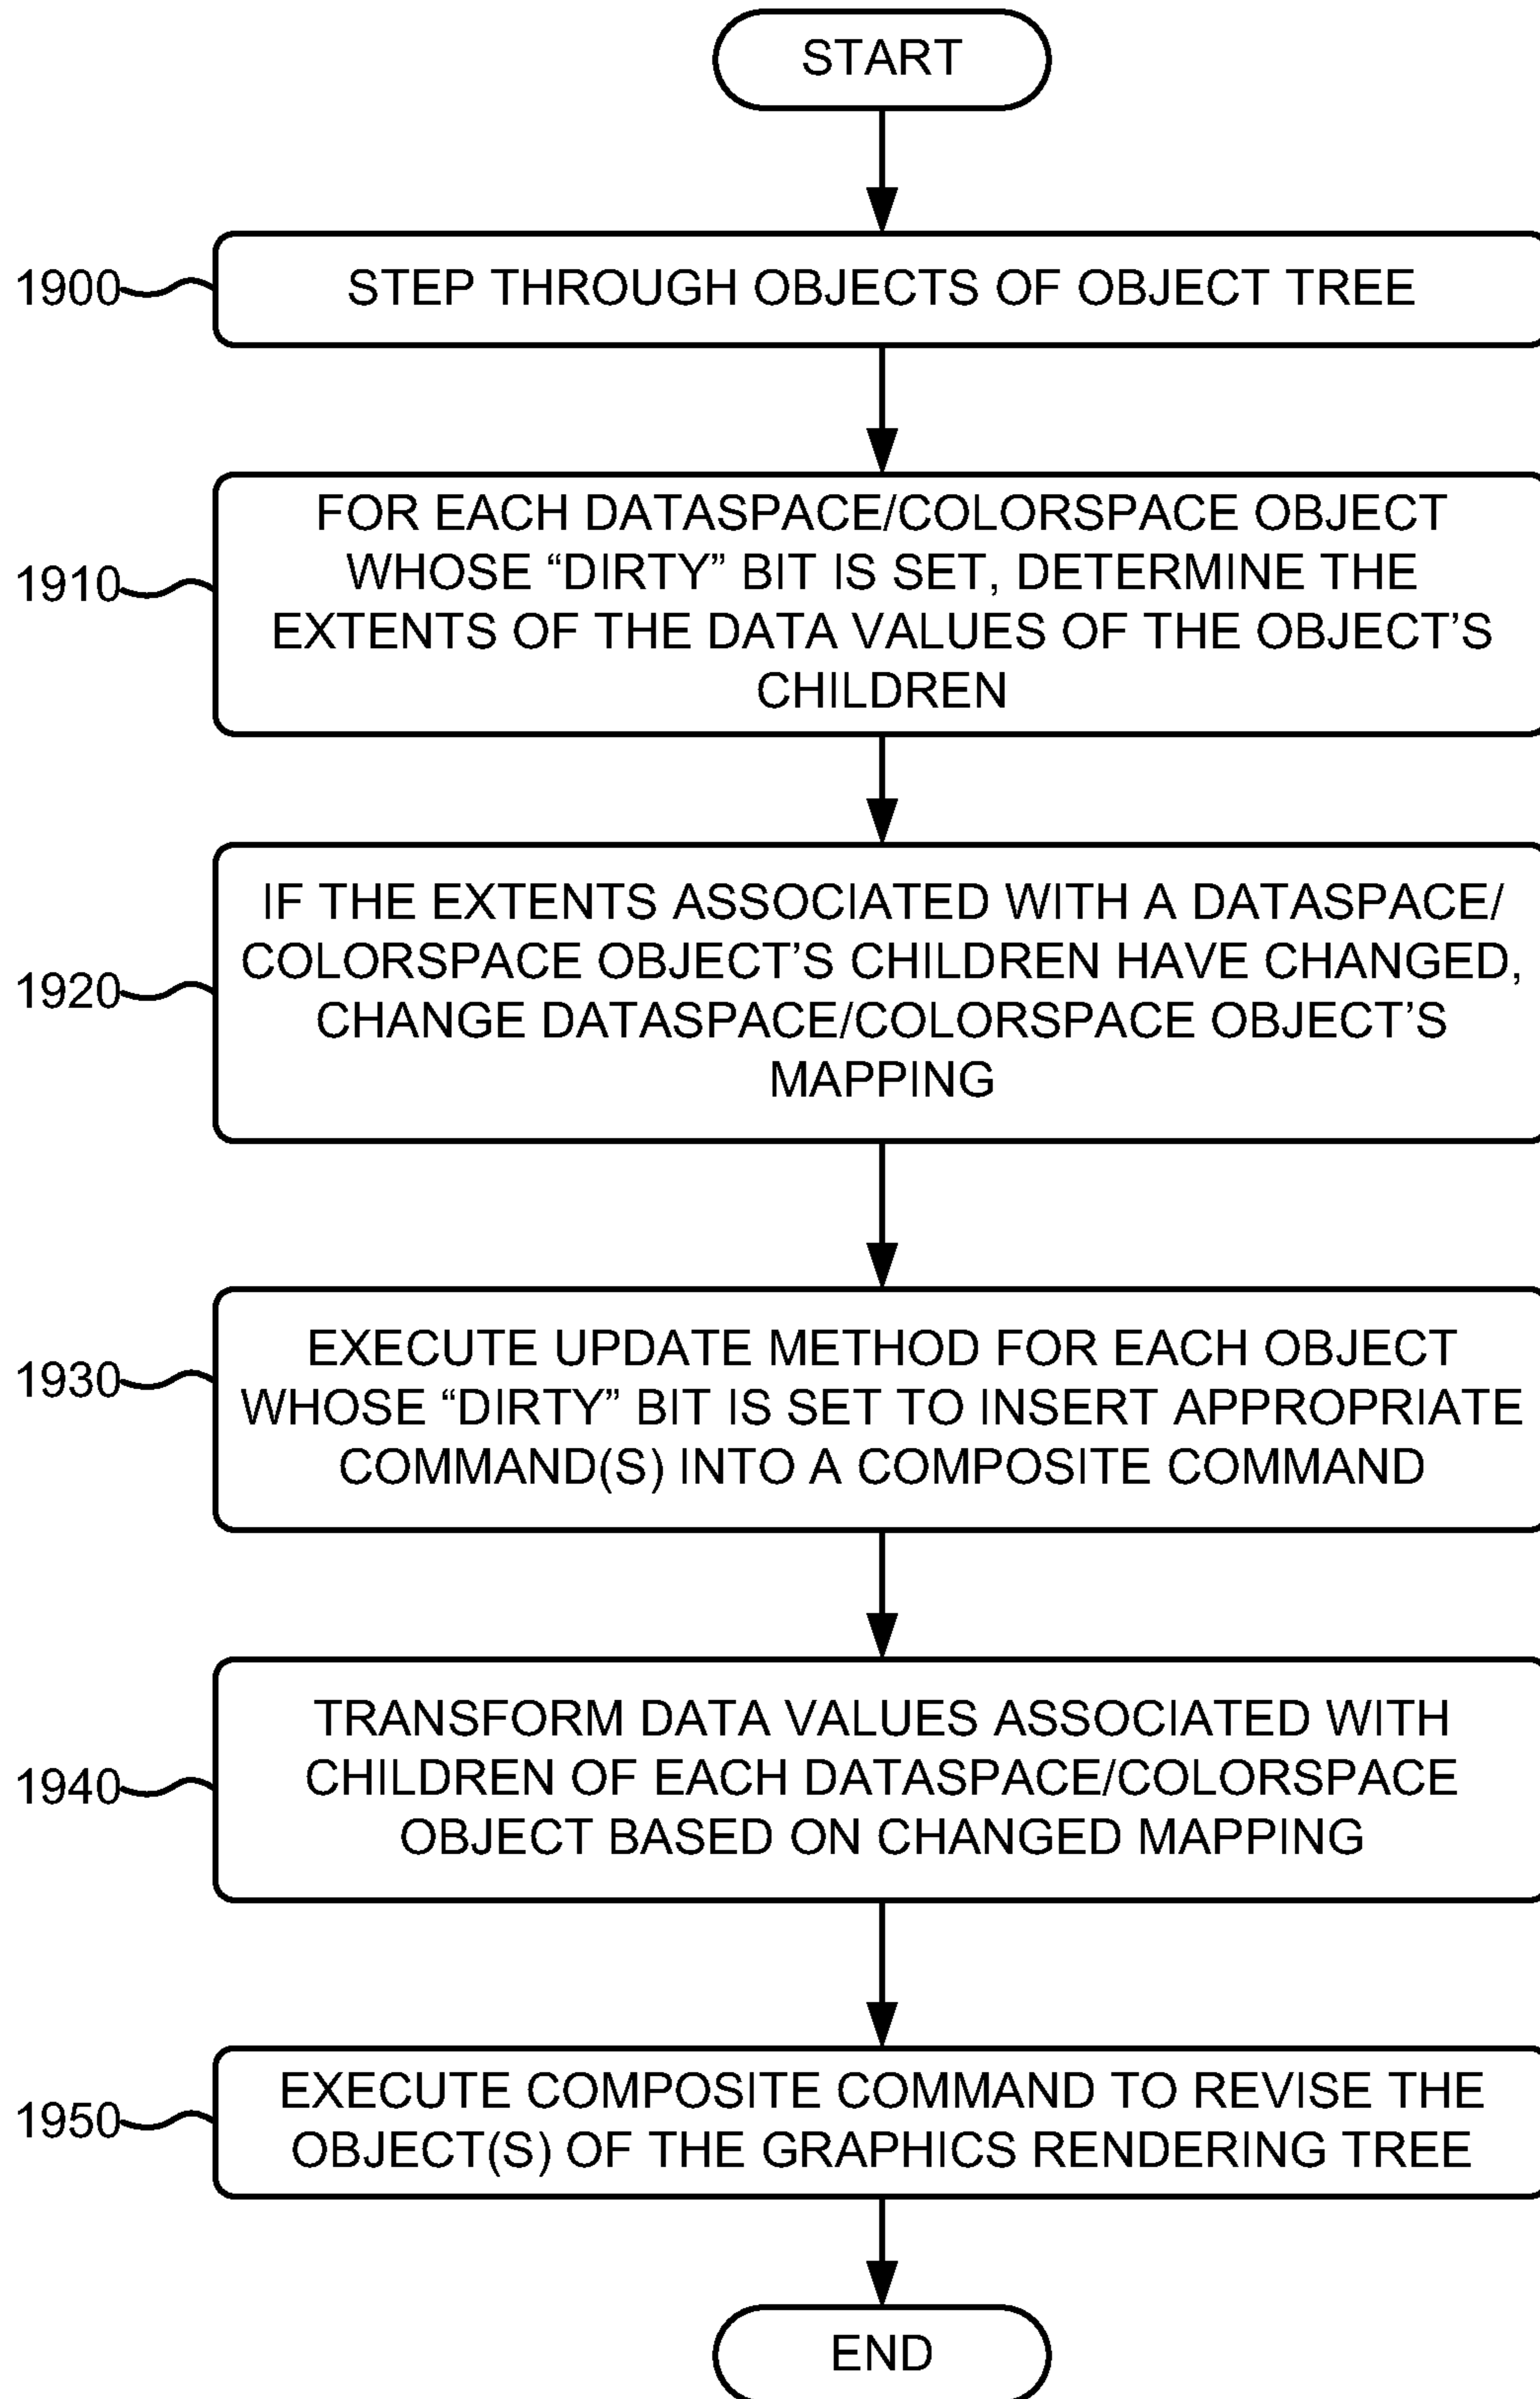 START
1900
STEP THROUGH OBJECTS OF OBJECT TREE
1910
FOR EACH DATASPACE/COLORSPACE OBJECT
WHOSE “DIRTY” BIT IS SET, DETERMINE THE
EXTENTS OF THE DATA VALUES OF THE OBJECT’S
CHILDREN
1920
IF THE EXTENTS ASSOCIATED WITH A DATASPACE/
COLORSPACE OBJECT’S CHILDREN HAVE CHANGED,
CHANGE DATASPACE/COLORSPACE OBJECT’S
MAPPING
1930
EXECUTE UPDATE METHOD FOR EACH OBJECT
WHOSE “DIRTY” BIT IS SET TO INSERT APPROPRIATE
COMMAND(S) INTO A COMPOSITE COMMAND
1940
TRANSFORM DATA VALUES ASSOCIATED WITH
CHILDREN OF EACH DATASPACE/COLORSPACE
OBJECT BASED ON CHANGED MAPPING
1950
EXECUTE COMPOSITE COMMAND TO REVISE THE
OBJECT(S) OF THE GRAPHICS RENDERING TREE
END